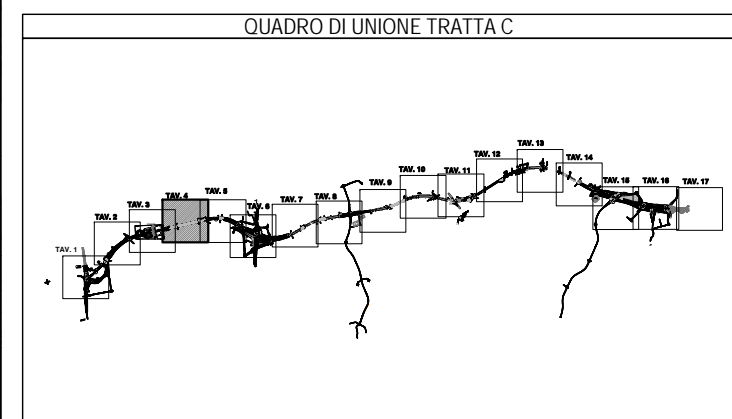 QUADRO DI UNIONE TRATTA C
TAV. 1
TAV. 2
TAV. 3
TAV. 4
TAV. 5
TAV. 6
TAV. 7
TAV. 8
TAV. 9
TAV. 10
TAV. 11
TAV. 12
TAV. 13
TAV. 14
TAV. 15
TAV. 16
TAV. 17